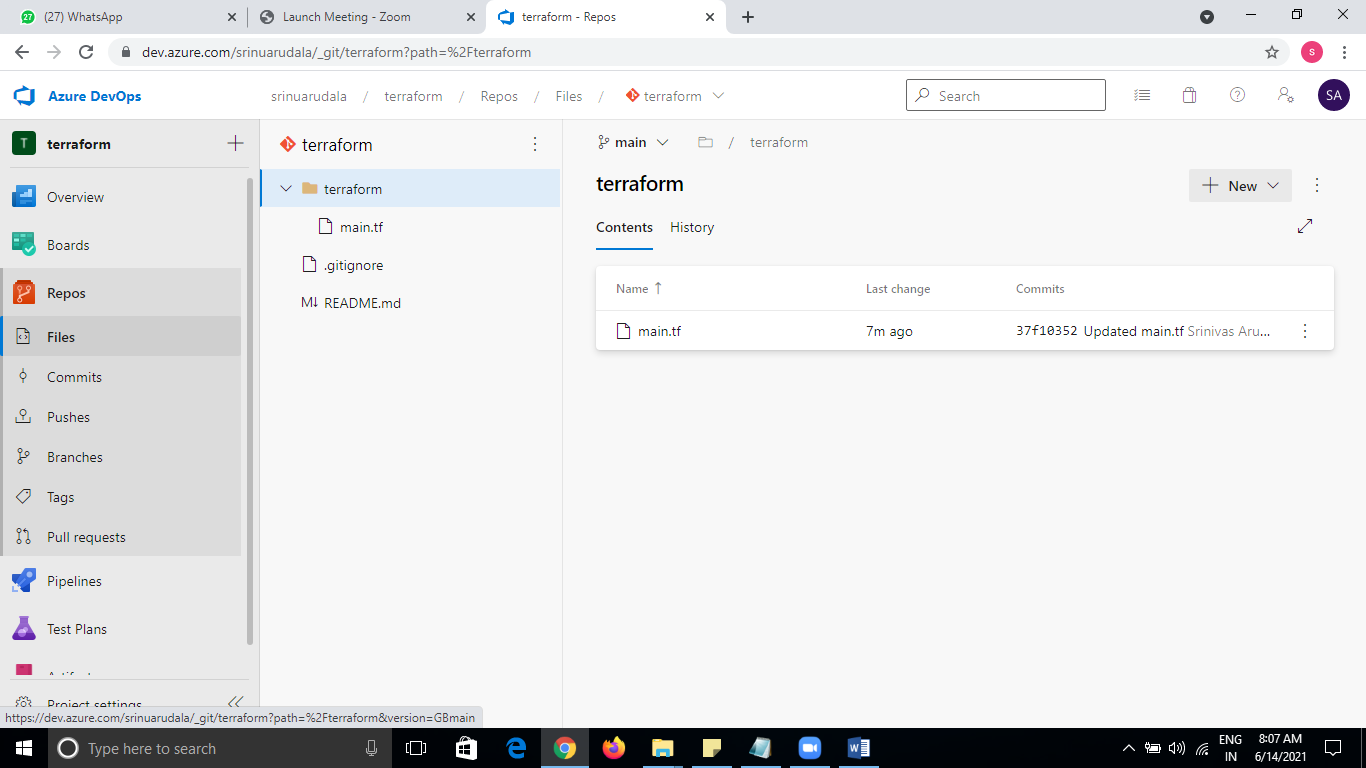 (27) WhatsApp
Launch Meeting - Zoom
terraform - Repos
dev.azure.com/srinuarudala/_git/terraform?path=%2Fterraform
s
Azure DevOps
srinuarudala / terraform / Repos / Files / terraform
Search
SA
T terraform
Overview
Boards
Repos
Files
Commits
Pushes
Branches
Tags
Pull requests
Pipelines
Test Plans
Project settings
https://dev.azure.com/srinuarudala/_git/terraform?path=%2Fterraform&version=GBmain
terraform
terraform
main.tf
.gitignore
M↓ README.md
main / terraform
terraform
New
Contents History
Name ↑ Last change Commits
main.tf 7m ago 37f10352 Updated main.tf Srinivas Aru...
Type here to search
ENG
IN
8:07 AM
6/14/2021